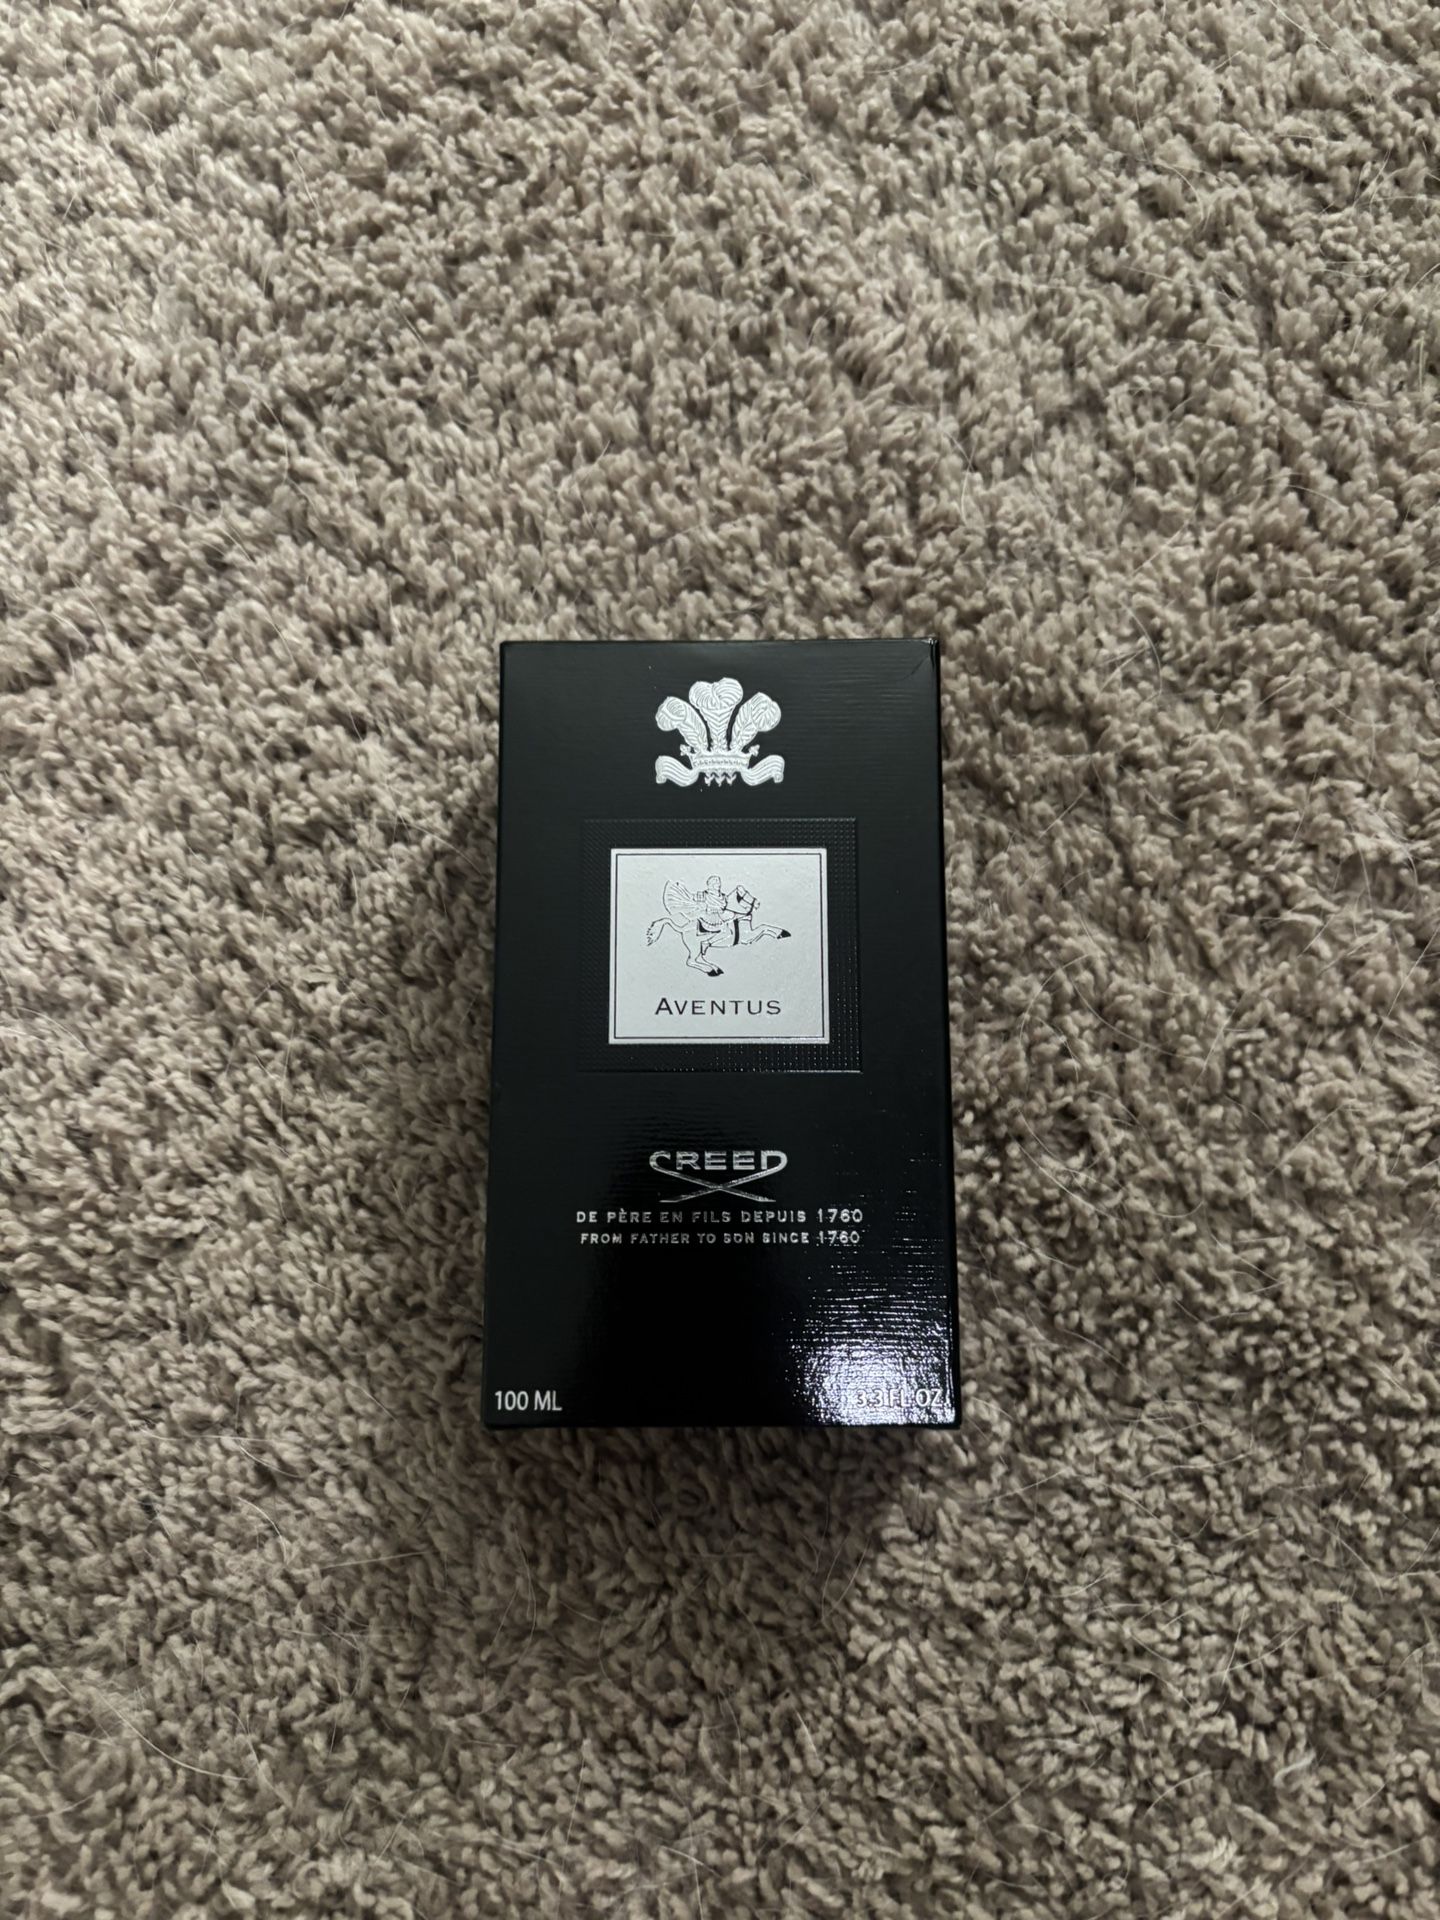 AVENTUS
CREED
DE PÈRE EN FILS DEPUIS 1760
FROM FATHER TO SON SINCE 1760
100 ML
3.3 FL OZ